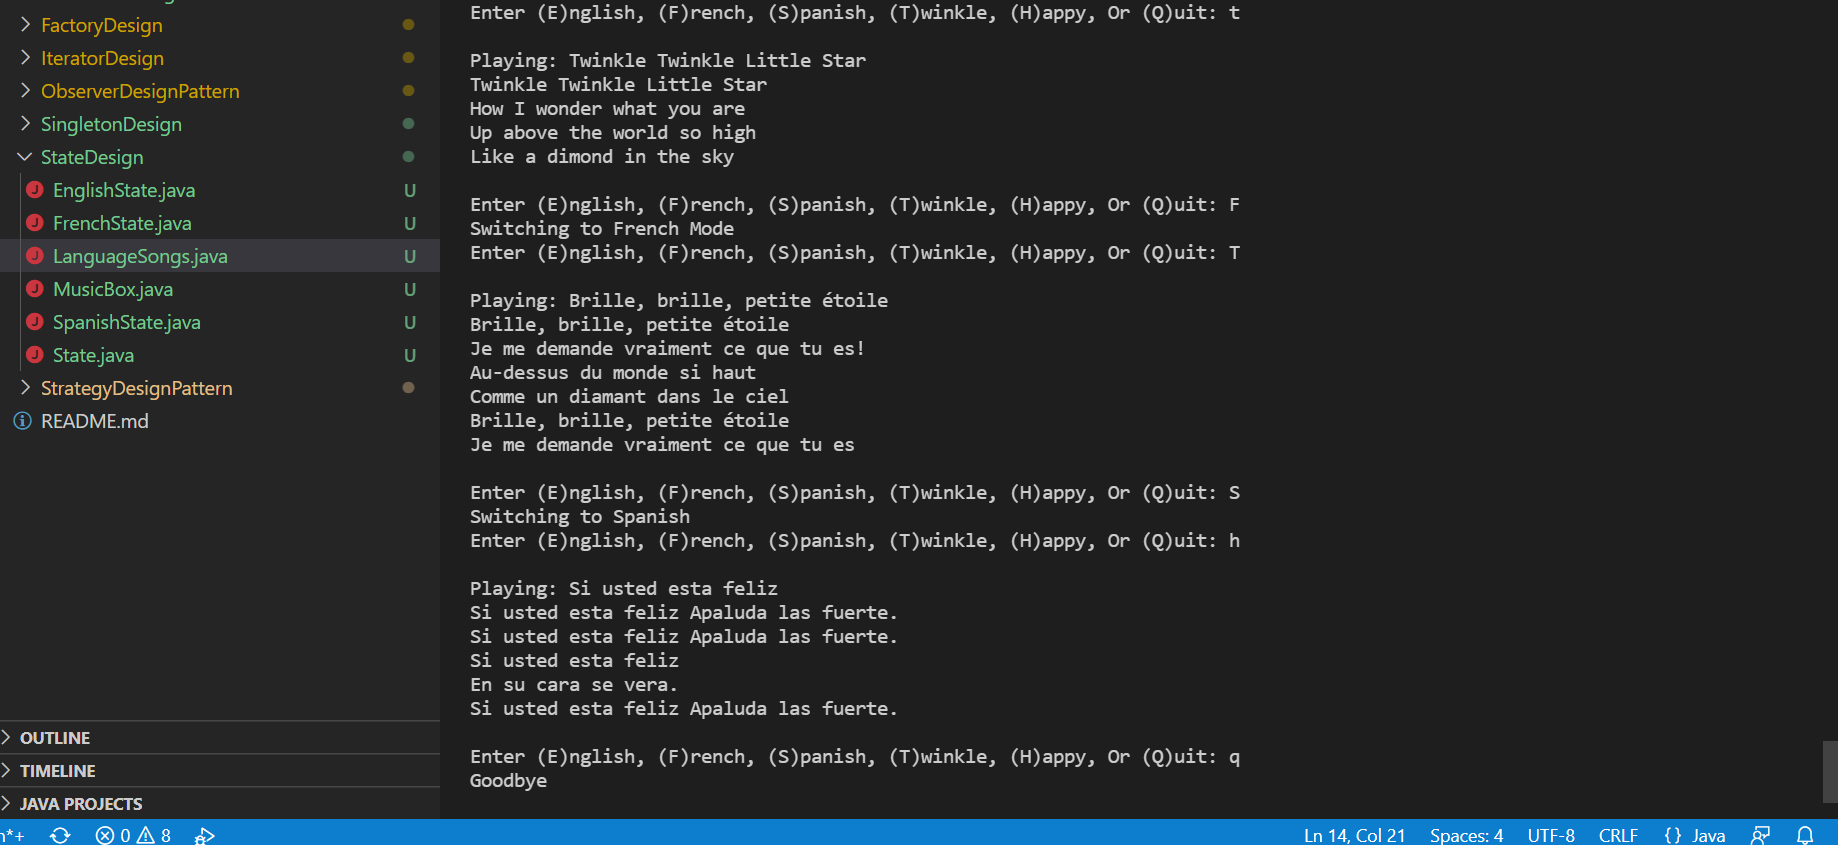 FactoryDesign
IteratorDesign
ObserverDesignPattern
SingletonDesign
StateDesign
EnglishState.java U
FrenchState.java U
LanguageSongs.java U
MusicBox.java U
SpanishState.java U
State.java U
StrategyDesignPattern
README.md
OUTLINE
TIMELINE
JAVA PROJECTS
Enter (E)nglish, (F)rench, (S)panish, (T)winkle, (H)appy, Or (Q)uit: t
Playing: Twinkle Twinkle Little Star
Twinkle Twinkle Little Star
How I wonder what you are
Up above the world so high
Like a dimond in the sky
Enter (E)nglish, (F)rench, (S)panish, (T)winkle, (H)appy, Or (Q)uit: F
Switching to French Mode
Enter (E)nglish, (F)rench, (S)panish, (T)winkle, (H)appy, Or (Q)uit: T
Playing: Brille, brille, petite étoile
Brille, brille, petite étoile
Je me demande vraiment ce que tu es!
Au-dessus du monde si haut
Comme un diamant dans le ciel
Brille, brille, petite étoile
Je me demande vraiment ce que tu es
Enter (E)nglish, (F)rench, (S)panish, (T)winkle, (H)appy, Or (Q)uit: S
Switching to Spanish
Enter (E)nglish, (F)rench, (S)panish, (T)winkle, (H)appy, Or (Q)uit: h
Playing: Si usted esta feliz
Si usted esta feliz Apaluda las fuerte.
Si usted esta feliz Apaluda las fuerte.
Si usted esta feliz
En su cara se vera.
Si usted esta feliz Apaluda las fuerte.
Enter (E)nglish, (F)rench, (S)panish, (T)winkle, (H)appy, Or (Q)uit: q
Goodbye
0 8 Ln 14, Col 21 Spaces: 4 UTF-8 CRLF {} Java